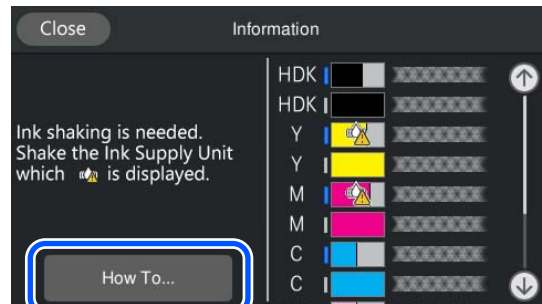 Close
Information
Ink shaking is needed.
Shake the Ink Supply Unit
which is displayed.
How To...
HDK
HDK
Y
Y
M
M
C
C